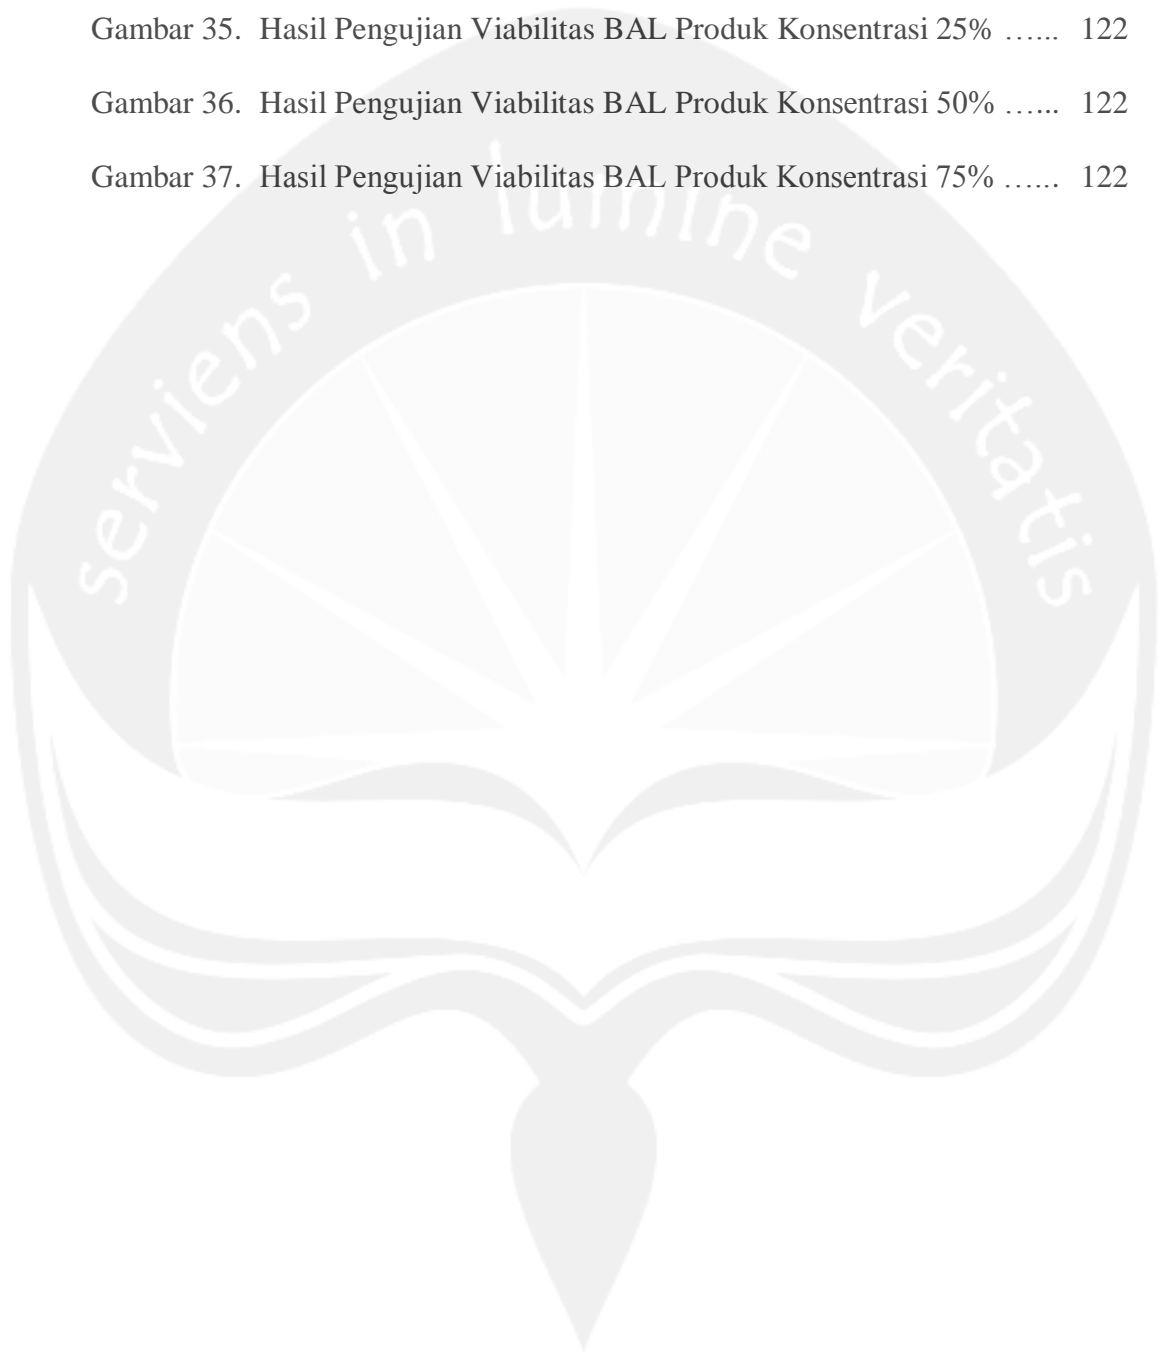 Gambar 35.  Hasil Pengujian Viabilitas BAL Produk Konsentrasi 25% …...  122
Gambar 36.  Hasil Pengujian Viabilitas BAL Produk Konsentrasi 50% …...  122
Gambar 37.  Hasil Pengujian Viabilitas BAL Produk Konsentrasi 75% …...  122
serviens in lumine veritatis